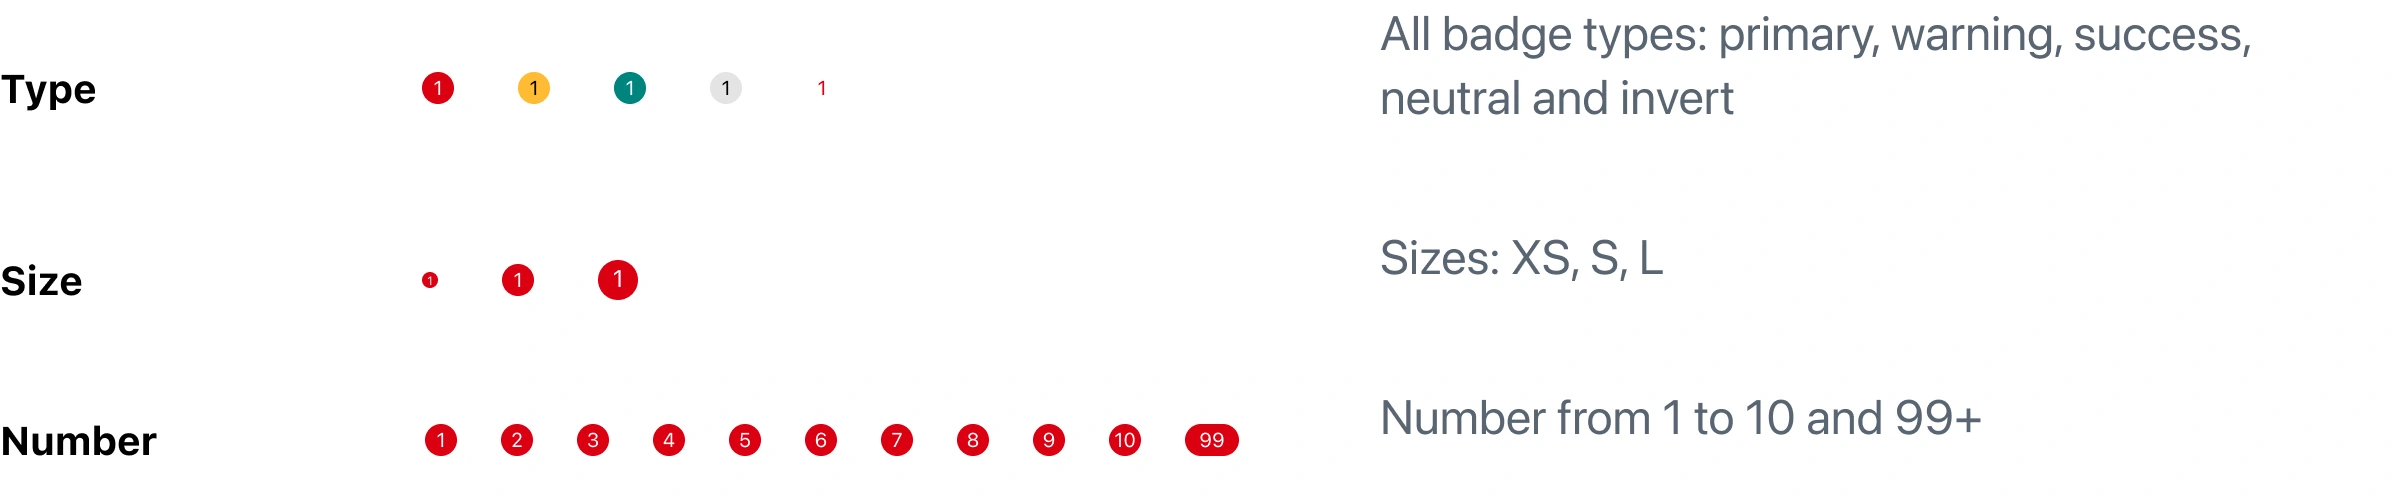 Type 1 1 1 1 1 All badge types: primary, warning, success,
neutral and invert
Size 1 1 1 Sizes: XS, S, L
Number 1 2 3 4 5 6 7 8 9 10 99 Number from 1 to 10 and 99+